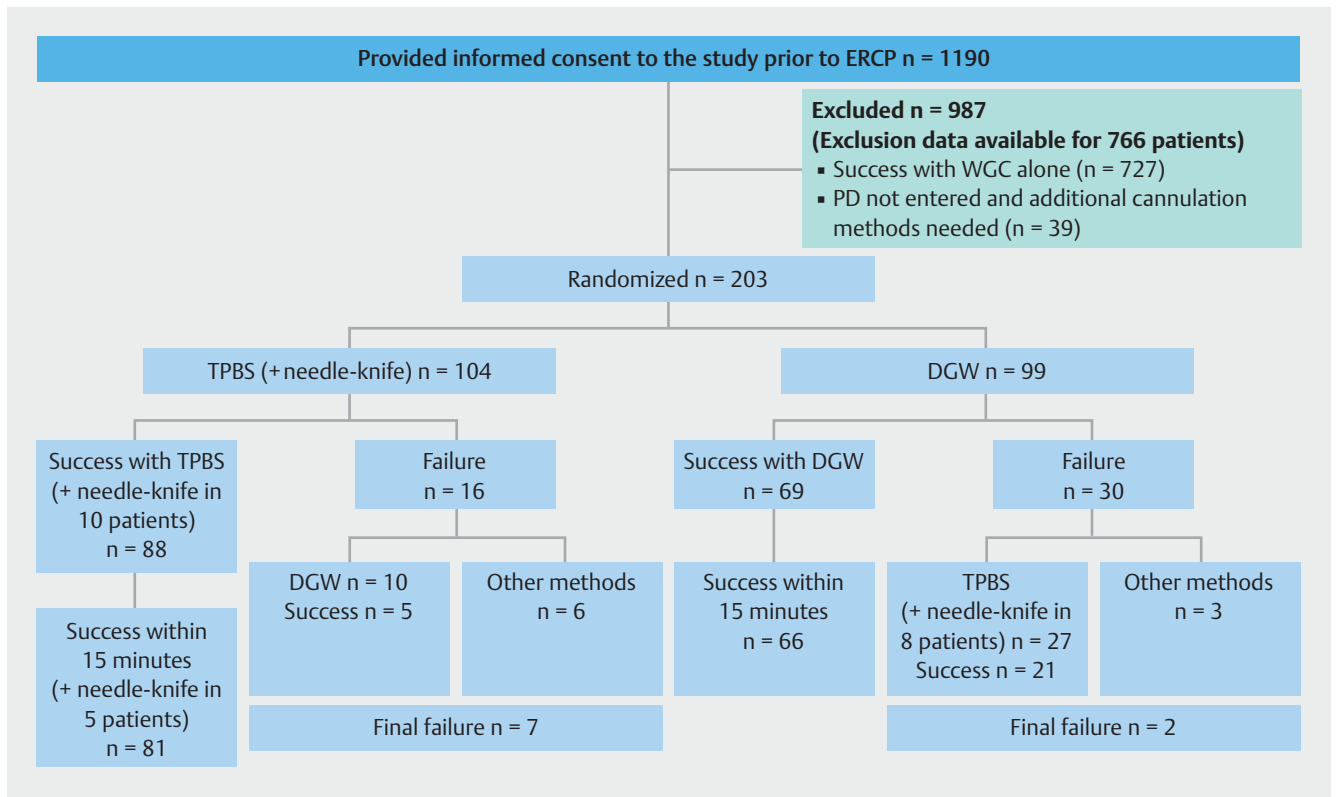 Provided informed consent to the study prior to ERCP n = 1190
Excluded n = 987
(Exclusion data available for 766 patients)
▪ Success with WGC alone (n = 727)
▪ PD not entered and additional cannulation
methods needed (n = 39)
Randomized n = 203
TPBS (+ needle-knife) n = 104
DGW n = 99
Success with TPBS
(+ needle-knife in
10 patients)
n = 88
Failure
n = 16
Success with DGW
n = 69
Failure
n = 30
Success within
15 minutes
(+ needle-knife in
5 patients)
n = 81
DGW n = 10
Success n = 5
Other methods
n = 6
Success within
15 minutes
n = 66
TPBS
(+ needle-knife in
8 patients) n = 27
Success n = 21
Other methods
n = 3
Final failure n = 7
Final failure n = 2